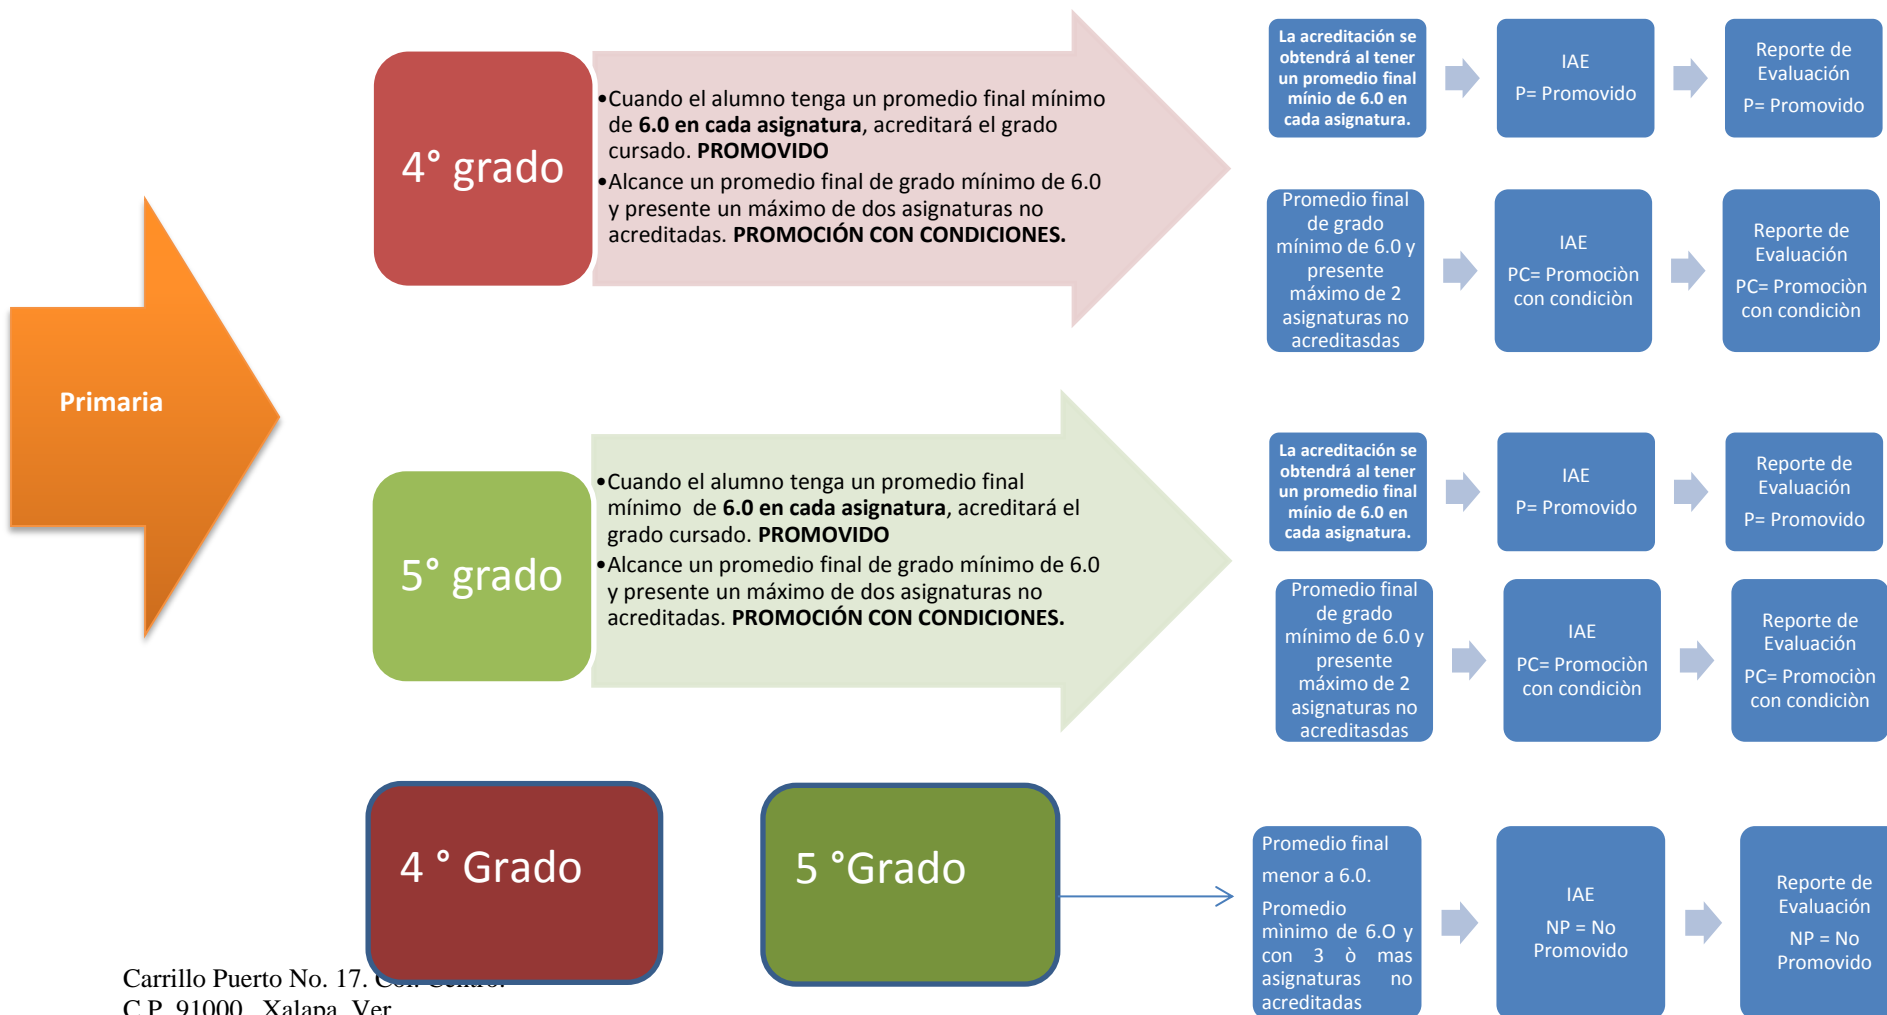 Primaria
4° grado
•Cuando el alumno tenga un promedio final mínimo
de 6.0 en cada asignatura, acreditará el grado
cursado. PROMOVIDO
•Alcance un promedio final de grado mínimo de 6.0
y presente un máximo de dos asignaturas no
acreditadas. PROMOCIÓN CON CONDICIONES.
La acreditación se
obtendrá al tener
un promedio final
mínio de 6.0 en
cada asignatura.
IAE
P= Promovido
Reporte de
Evaluación
P= Promovido
Promedio final
de grado
mínimo de 6.0 y
presente
máximo de 2
asignaturas no
acreditasdas
IAE
PC= Promociòn
con condiciòn
Reporte de
Evaluación
PC= Promociòn
con condiciòn
5° grado
•Cuando el alumno tenga un promedio final
mínimo de 6.0 en cada asignatura, acreditará el
grado cursado. PROMOVIDO
•Alcance un promedio final de grado mínimo de 6.0
y presente un máximo de dos asignaturas no
acreditadas. PROMOCIÓN CON CONDICIONES.
La acreditación se
obtendrá al tener
un promedio final
mínio de 6.0 en
cada asignatura.
IAE
P= Promovido
Reporte de
Evaluación
P= Promovido
Promedio final
de grado
mínimo de 6.0 y
presente
máximo de 2
asignaturas no
acreditasdas
IAE
PC= Promociòn
con condiciòn
Reporte de
Evaluación
PC= Promociòn
con condiciòn
4 ° Grado
5 °Grado
Promedio final
menor a 6.0.
Promedio
mìnimo de 6.O y
con 3 ò mas
asignaturas no
acreditadas
IAE
NP = No
Promovido
Reporte de
Evaluación
NP = No
Promovido
Carrillo Puerto No. 17. Col. Centro.
C.P. 91000 Xalapa, Ver